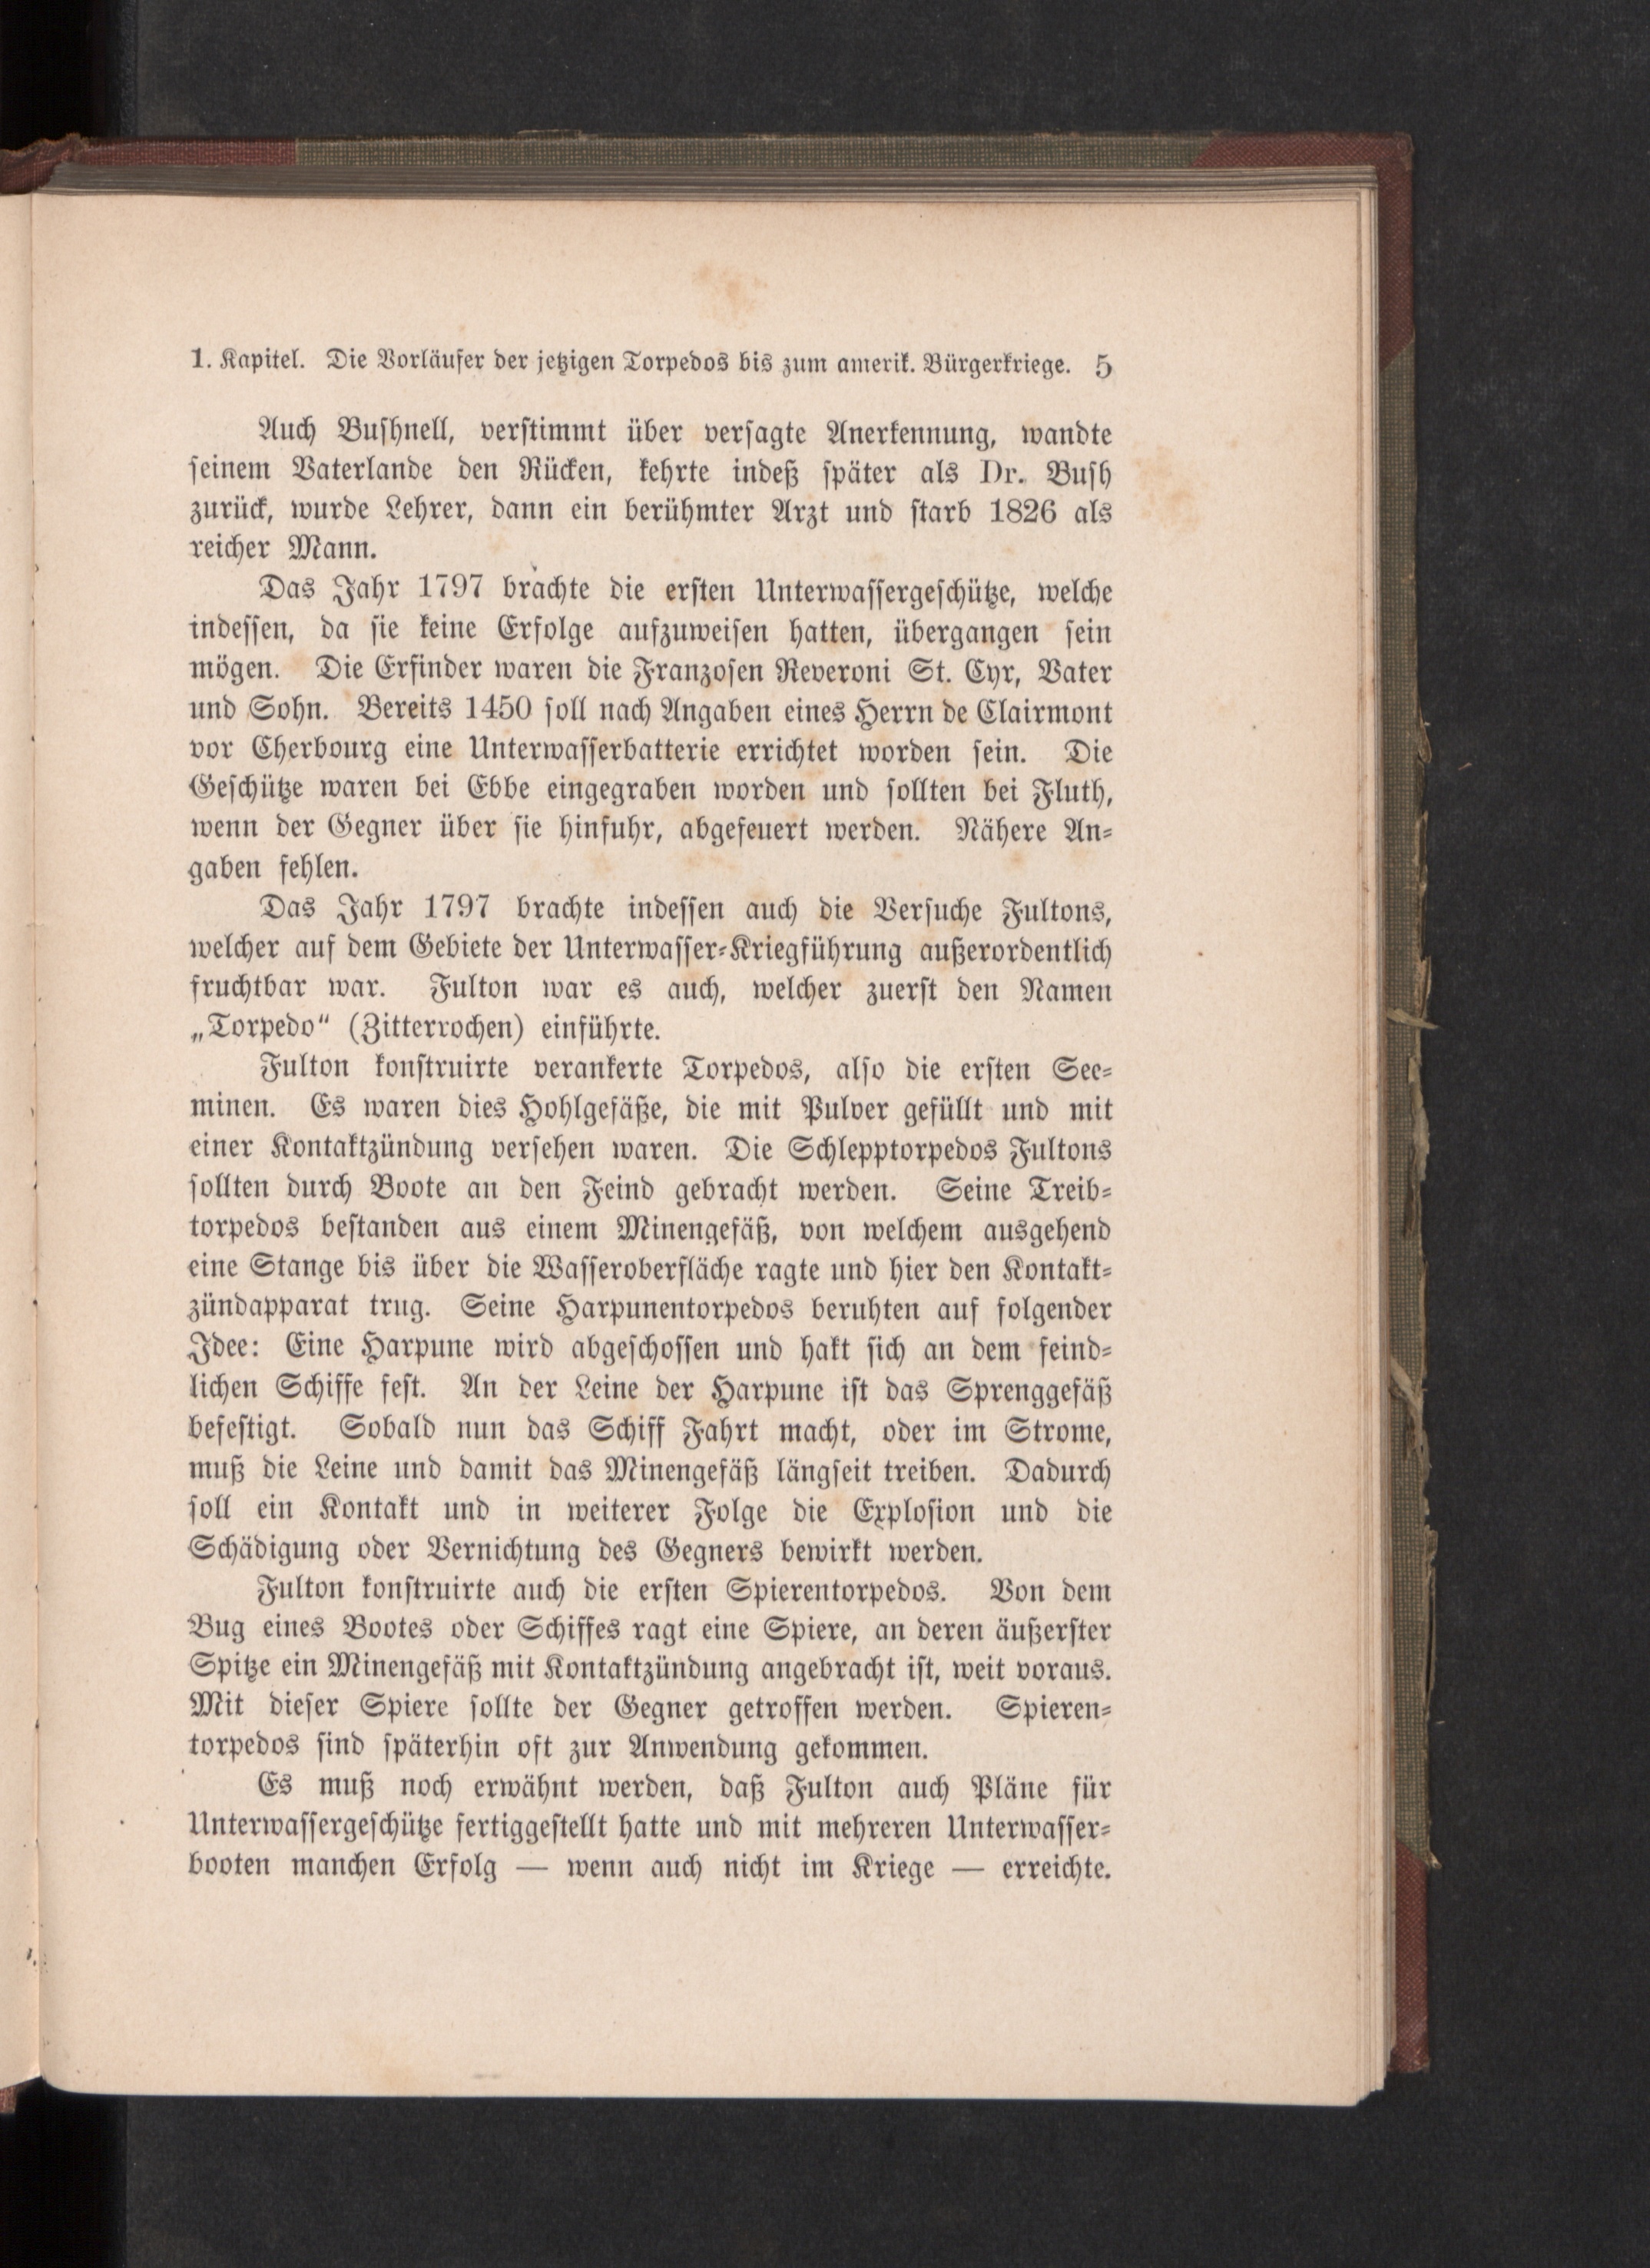 1. Kapitel. Die Vorläufer der jetzigen Torpedos bis zum amerik. Bürgerkriege. 5
Auch Bushnell, verstimmt über versagte Anerkennung, wandte
seinem Vaterlande den Rücken, kehrte indeß später als Dr. Bush
zurück, wurde Lehrer, dann ein berühmter Arzt und starb 1826 als
reicher Mann.
Das Jahr 1797 brachte die ersten Unterwassergeschütze, welche
indessen, da sie keine Erfolge aufzuweisen hatten, übergangen sein
mögen. Die Erfinder waren die Franzosen Reveroni St. Cyr, Vater
und Sohn. Bereits 1450 soll nach Angaben eines Herrn de Clairmont
vor Cherbourg eine Unterwasserbatterie errichtet worden sein. Die
Geschütze waren bei Ebbe eingegraben worden und sollten bei Fluth,
wenn der Gegner über sie hinfuhr, abgefeuert werden. Nähere An-
gaben fehlen.
Das Jahr 1797 brachte indessen auch die Versuche Fultons,
welcher auf dem Gebiete der Unterwasser-Kriegführung außerordentlich
fruchtbar war. Fulton war es auch, welcher zuerst den Namen
„Torpedo“ (Zitterrochen) einführte.
Fulton konstruirte verankerte Torpedos, also die ersten See-
minen. Es waren dies Hohlgefäße, die mit Pulver gefüllt und mit
einer Kontaktzündung versehen waren. Die Schlepptorpedos Fultons
sollten durch Boote an den Feind gebracht werden. Seine Treib-
torpedos bestanden aus einem Minengefäß, von welchem ausgehend
eine Stange bis über die Wasseroberfläche ragte und hier den Kontakt-
zündapparat trug. Seine Harpunentorpedos beruhten auf folgender
Idee: Eine Harpune wird abgeschossen und hakt sich an dem feind-
lichen Schiffe fest. An der Leine der Harpune ist das Sprenggefäß
befestigt. Sobald nun das Schiff Fahrt macht, oder im Strome,
muß die Leine und damit das Minengefäß längseit treiben. Dadurch
soll ein Kontakt und in weiterer Folge die Explosion und die
Schädigung oder Vernichtung des Gegners bewirkt werden.
Fulton konstruirte auch die ersten Spierentorpedos. Von dem
Bug eines Bootes oder Schiffes ragt eine Spiere, an deren äußerster
Spitze ein Minengefäß mit Kontaktzündung angebracht ist, weit voraus.
Mit dieser Spiere sollte der Gegner getroffen werden. Spieren-
torpedos sind späterhin oft zur Anwendung gekommen.
Es muß noch erwähnt werden, daß Fulton auch Pläne für
Unterwassergeschütze fertiggestellt hatte und mit mehreren Unterwasser-
booten manchen Erfolg — wenn auch nicht im Kriege — erreichte.